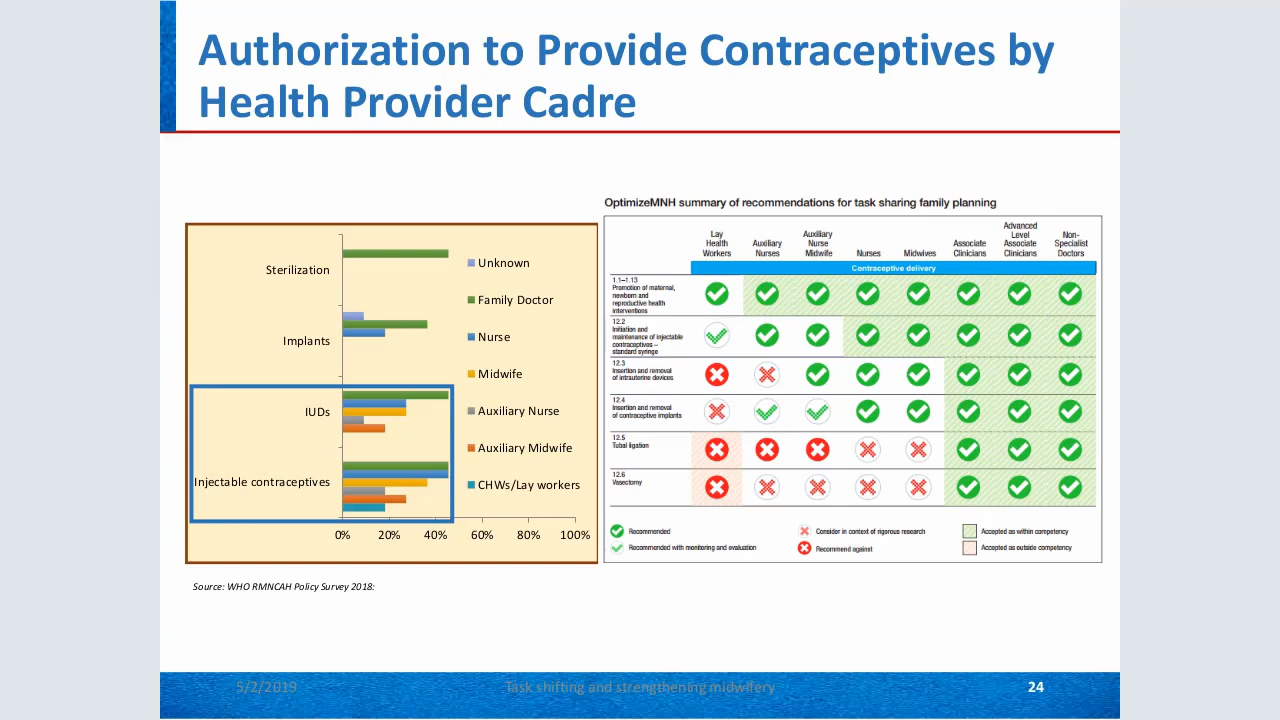 Authorization to Provide Contraceptives by
Health Provider Cadre
Sterilization
Implants
IUDs
Injectable contraceptives
0% 20% 40% 60% 80% 100%
Unknown
Family Doctor
Nurse
Midwife
Auxiliary Nurse
Auxiliary Midwife
CHWs/Lay workers
Source: WHO RMNCAH Policy Survey 2018:
OptimizeMNH summary of recommendations for task sharing family planning
Lay
Health
Workers
Auxiliary
Nurses
Auxiliary
Nurse
Midwife
Nurses
Midwives
Associate
Clinicians
Advanced
Level
Associate
Clinicians
Non-
Specialist
Doctors
Contraceptive delivery
1.1–1.13
Promotion of maternal,
newborn and
reproductive health
interventions
12.2
Initiation and
maintenance of injectable
contraceptives –
standard syringe
12.3
Insertion and removal
of intrauterine devices
12.4
Insertion and removal
of contraceptive implants
12.5
Tubal ligation
12.6
Vasectomy
Recommended
Recommended with monitoring and evaluation
Consider in context of rigorous research
Recommend against
Accepted as within competency
Accepted as outside competency
5/2/2019
Task shifting and strengthening midwifery
24